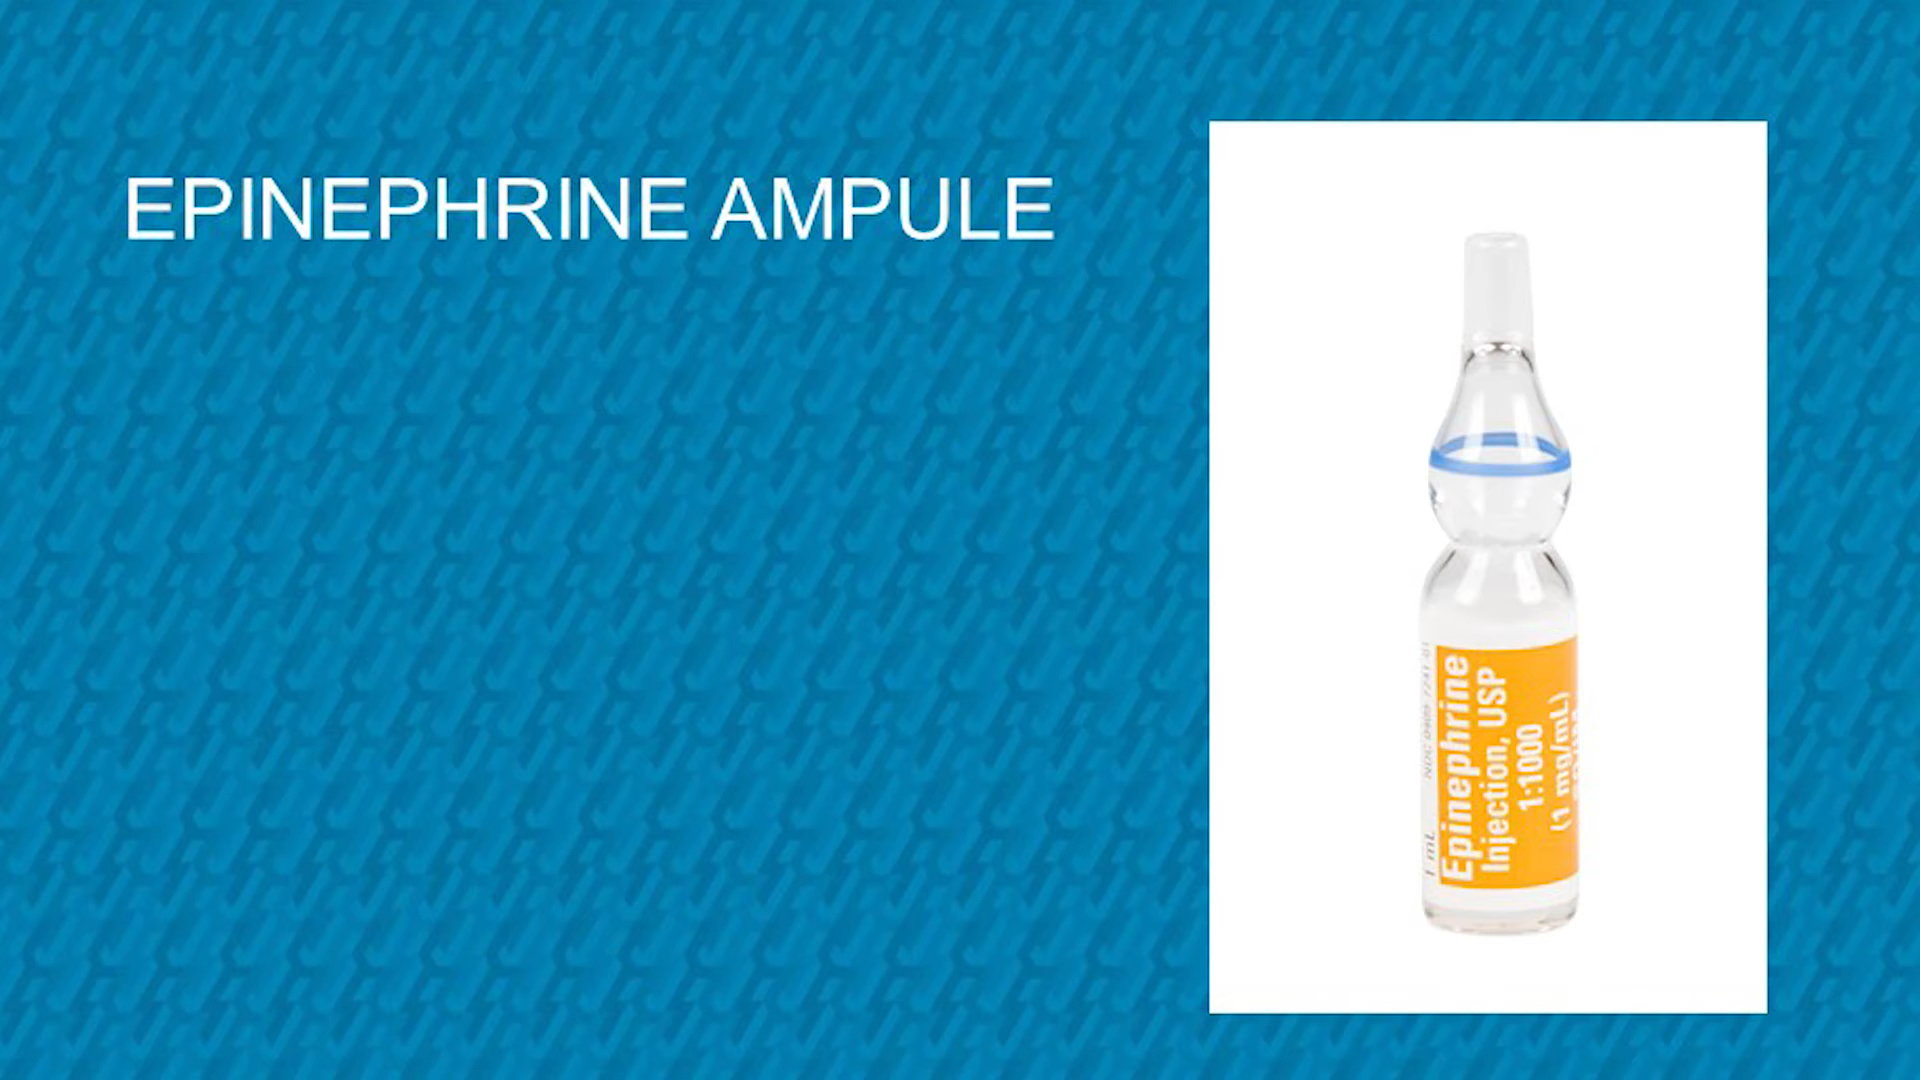 EPINEPHRINE AMPULE
1 mL
Epinephrine
Injection, USP
1:1000
(1 mg/mL)